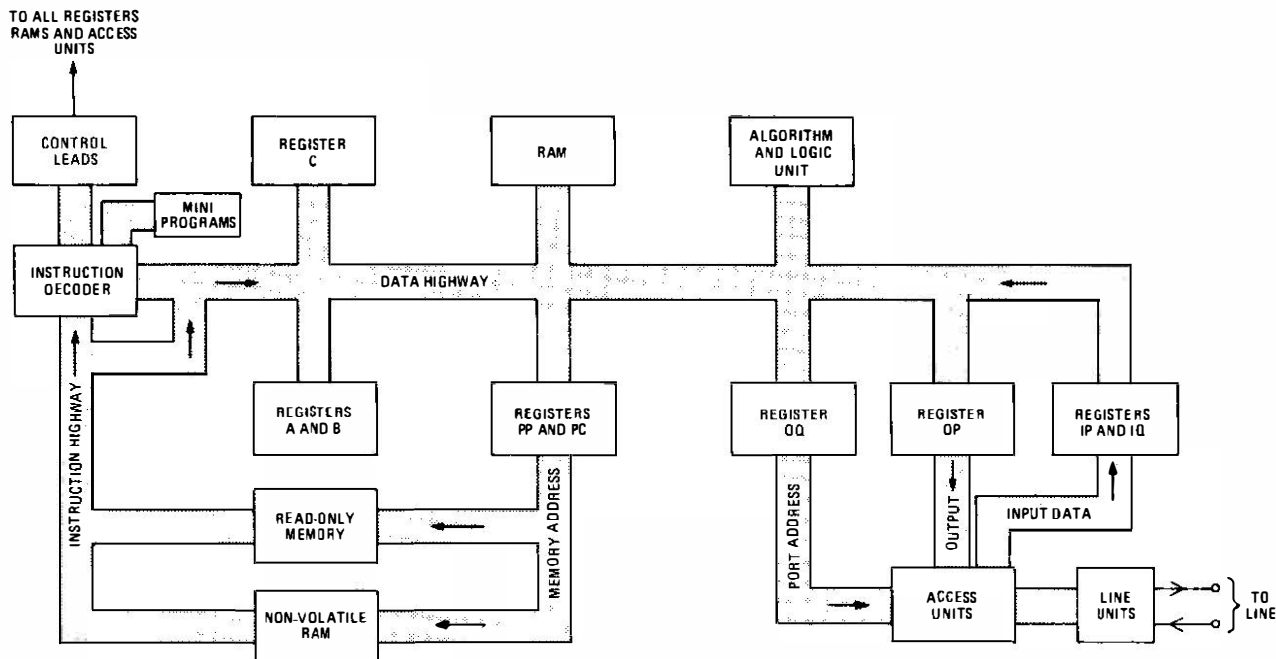 TO ALL REGISTERS
RAMS AND ACCESS
UNITS
CONTROL
LEADS
REGISTER
C
RAM
ALGORITHM
AND LOGIC
UNIT
MINI
PROGRAMS
INSTRUCTION
DECODER
DATA HIGHWAY
INSTRUCTION HIGHWAY
REGISTERS
A AND B
REGISTERS
PP AND PC
REGISTER
OQ
REGISTER
OP
REGISTERS
IP AND IQ
READ-ONLY
MEMORY
MEMORY ADDRESS
PORT ADDRESS
OUTPUT
INPUT DATA
NON-VOLATILE
RAM
ACCESS
UNITS
LINE
UNITS
TO
LINE